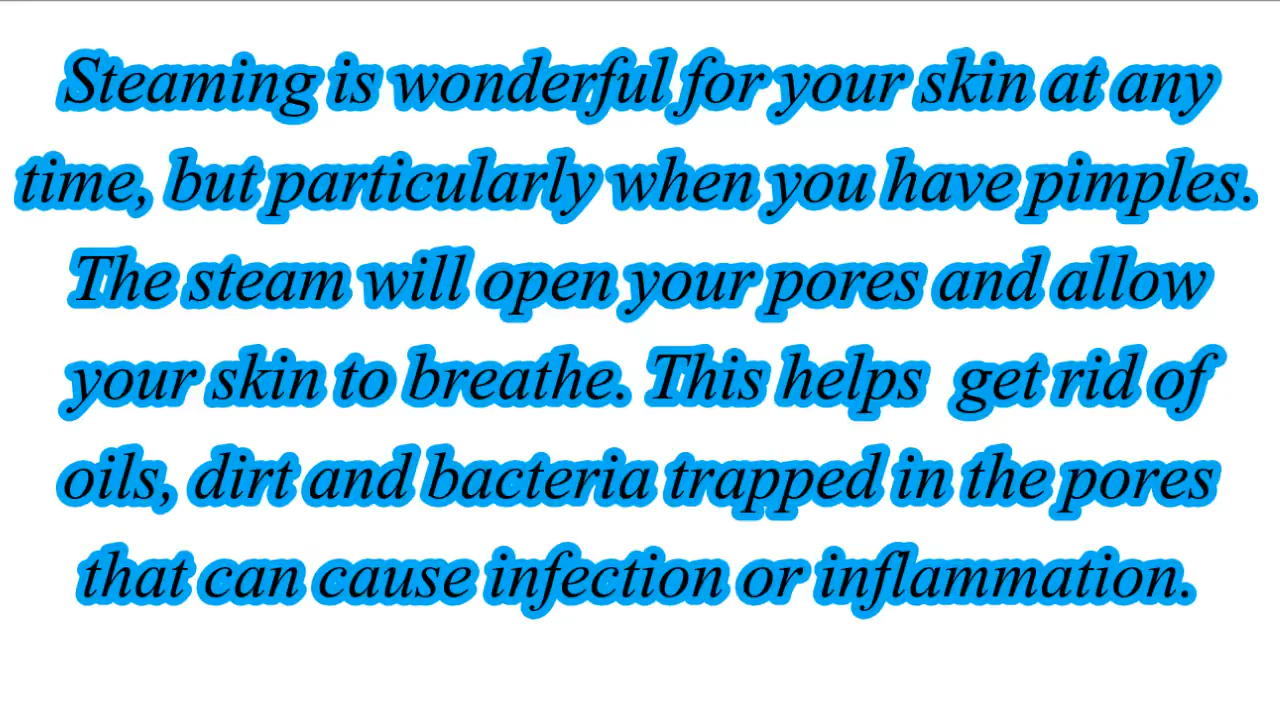 Steaming is wonderful for your skin at any
time, but particularly when you have pimples.
The steam will open your pores and allow
your skin to breathe. This helps  get rid of
oils, dirt and bacteria trapped in the pores
that can cause infection or inflammation.